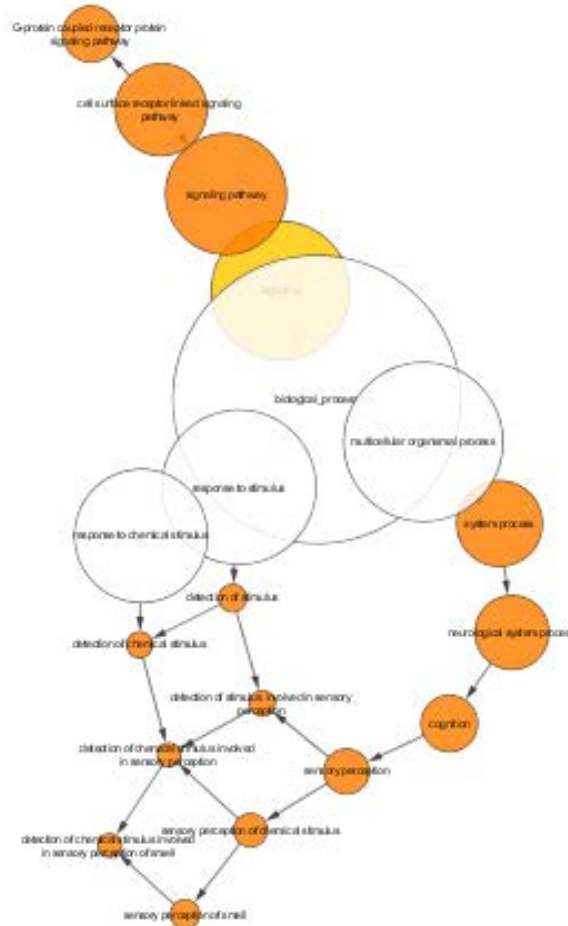 G-protein coupled receptor protein
signaling pathway
cell surface receptor linked signaling
pathway
signaling pathway
signaling
biological_process
multicellular organismal process
response to stimulus
response to chemical stimulus
system process
detection of stimulus
neurological system process
detection of chemical stimulus
detection of stimulus involved in sensory
perception
cognition
detection of chemical stimulus involved
in sensory perception
sensory perception
sensory perception of chemical stimulus
detection of chemical stimulus involved
in sensory perception of smell
sensory perception of smell